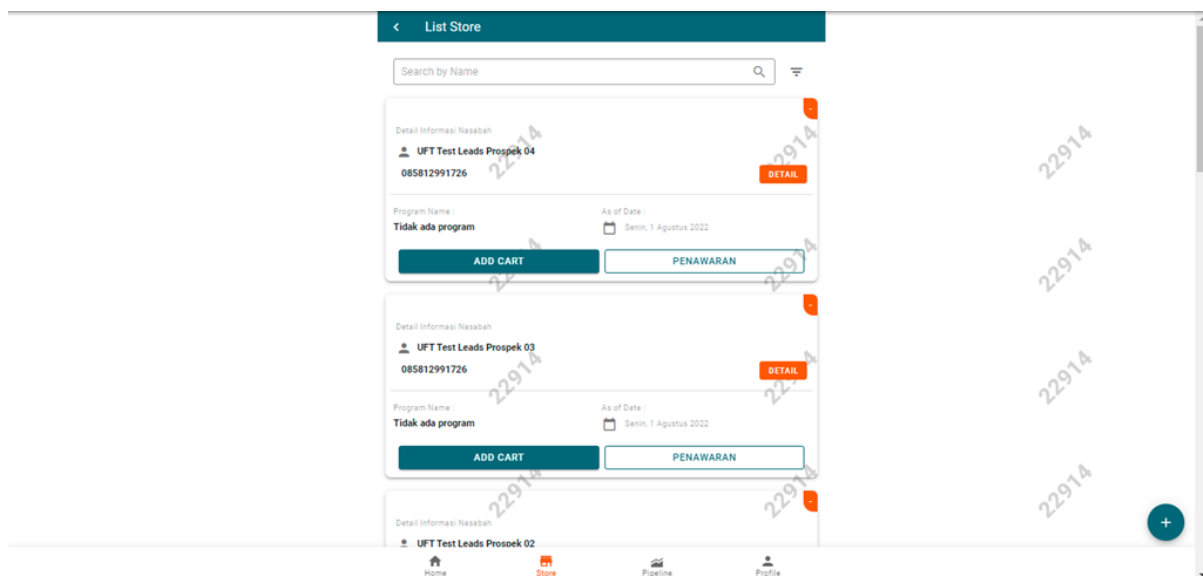 List Store
Search by Name
Detail Informasi Nasabah
UFT Test Leads Prospek 04
085812991726
DETAIL
Program Name :
As of Date :
Tidak ada program
Senin, 1 Agustus 2022
ADD CART
PENAWARAN
Detail Informasi Nasabah
UFT Test Leads Prospek 03
085812991726
DETAIL
Program Name :
As of Date :
Tidak ada program
Senin, 1 Agustus 2022
ADD CART
PENAWARAN
Detail Informasi Nasabah
UFT Test Leads Prospek 02
Home
Store
Pipeline
Profile
22914
22914
22914
22914
22914
22914
22914
22914
22914
22914
22914
22914